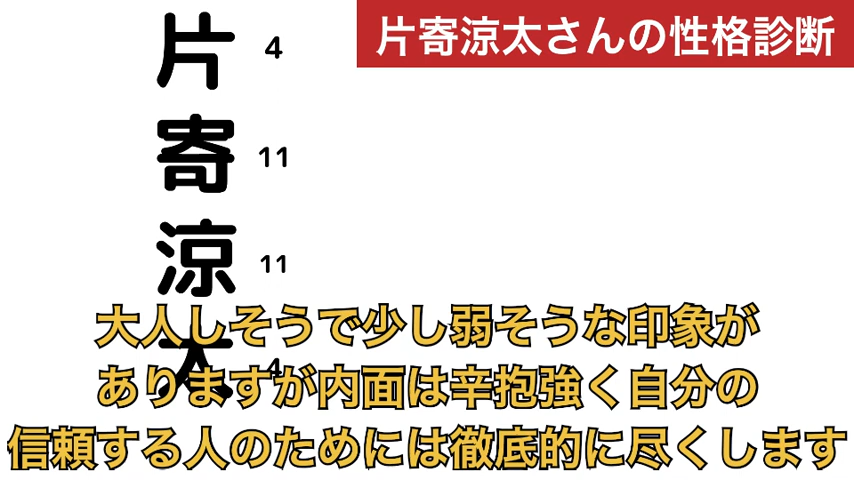 片寄涼太さんの性格診断
片 4
寄 11
涼 11
太 4
大人しそうで少し弱そうな印象が
ありますが内面は辛抱強く自分の
信頼する人のためには徹底的に尽くします